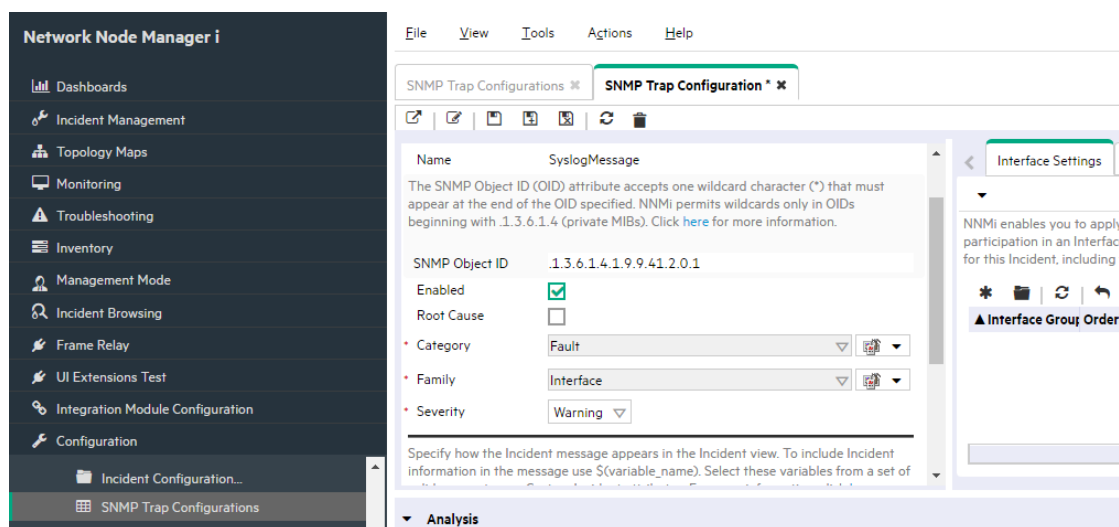 Network Node Manager i
Dashboards
Incident Management
Topology Maps
Monitoring
Troubleshooting
Inventory
Management Mode
Incident Browsing
Frame Relay
UI Extensions Test
Integration Module Configuration
Configuration
Incident Configuration...
SNMP Trap Configurations
File View Tools Actions Help
SNMP Trap Configurations
SNMP Trap Configuration *
Name SyslogMessage
The SNMP Object ID (OID) attribute accepts one wildcard character (*) that must
appear at the end of the OID specified. NNMi permits wildcards only in OIDs
beginning with .1.3.6.1.4 (private MIBs). Click here for more information.
SNMP Object ID .1.3.6.1.4.1.9.9.41.2.0.1
Enabled
Root Cause
* Category Fault
* Family Interface
* Severity Warning
Specify how the Incident message appears in the Incident view. To include Incident
information in the message use $(variable_name). Select these variables from a set of
Interface Settings
NNMi enables you to apply
participation in an Interfac
for this Incident, including
Interface Group Order
Analysis